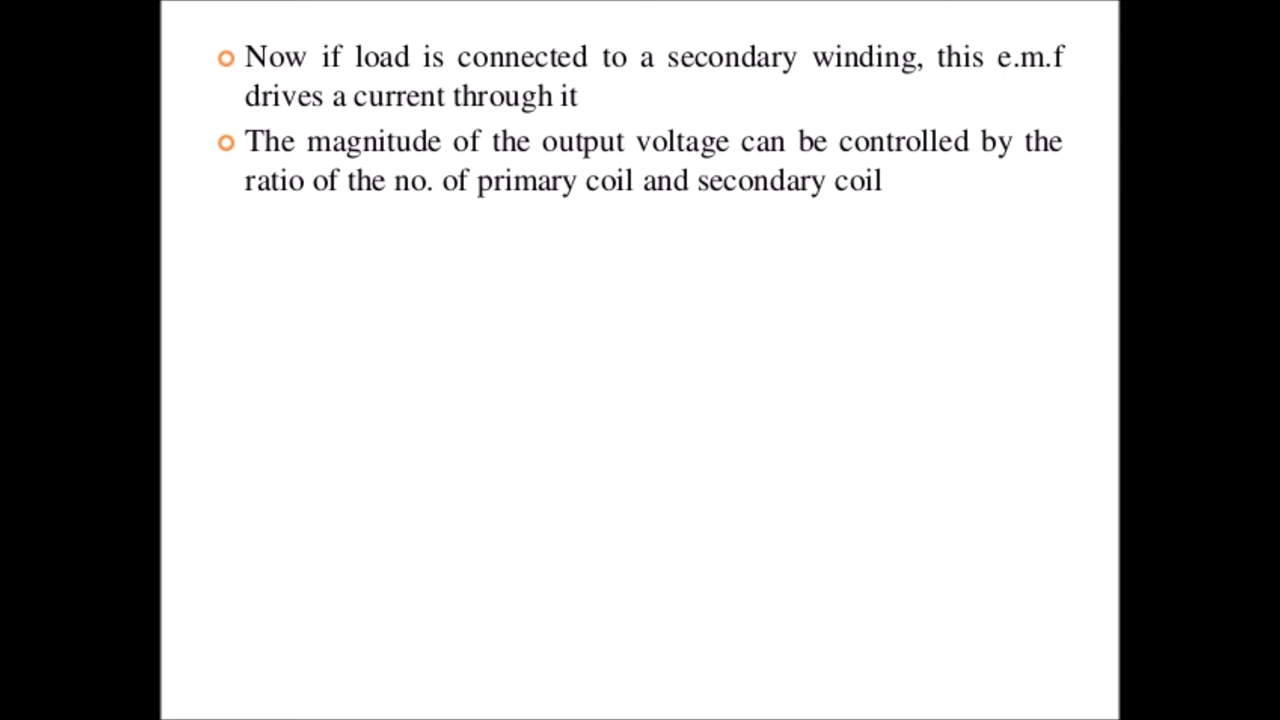 Now if load is connected to a secondary winding, this e.m.f
drives a current through it
The magnitude of the output voltage can be controlled by the
ratio of the no. of primary coil and secondary coil